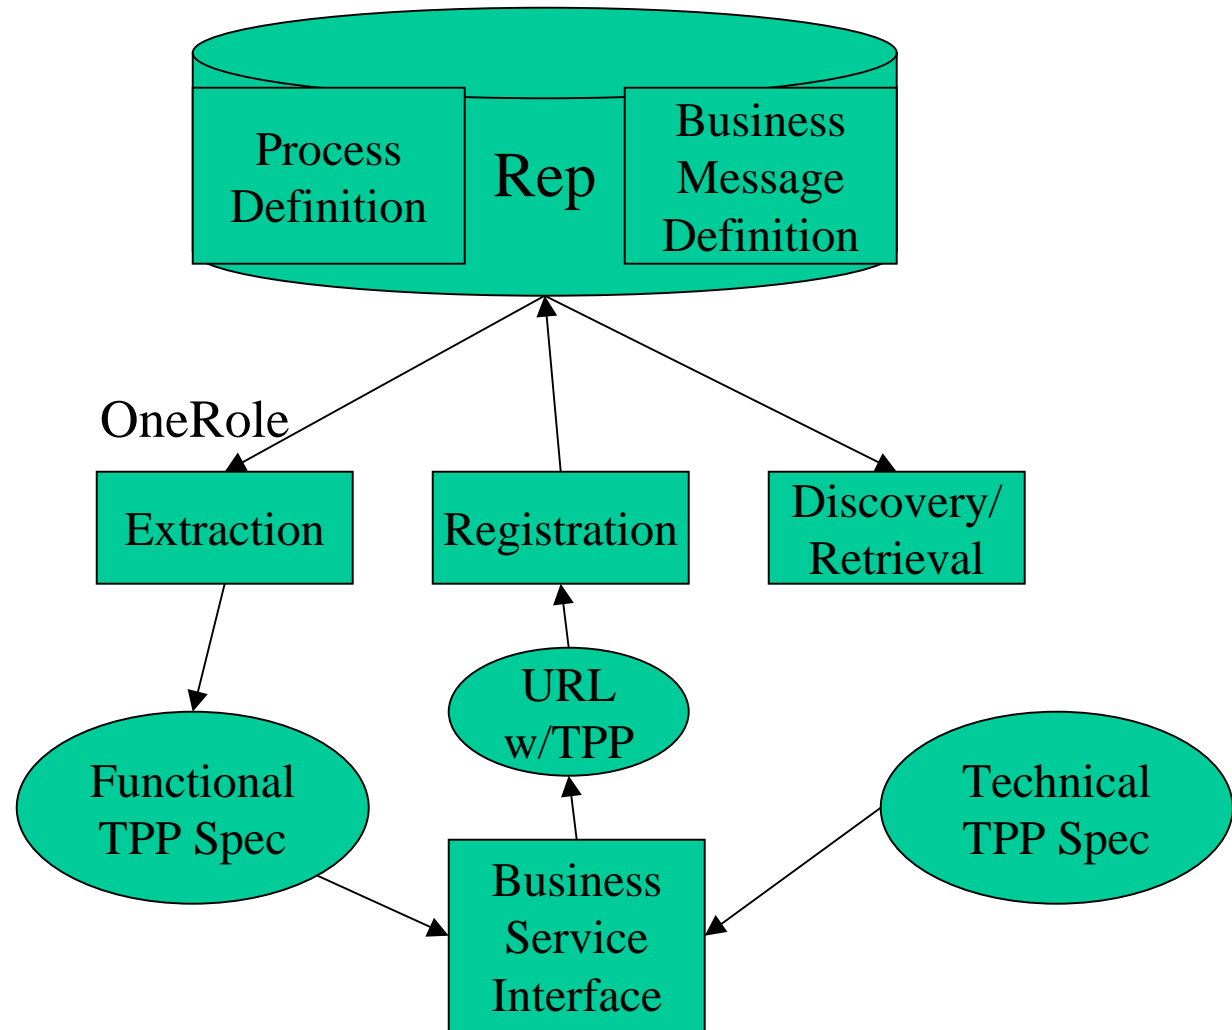 Process
Definition
Rep
Business
Message
Definition
OneRole
Extraction
Registration
Discovery/
Retrieval
URL
w/TPP
Functional
TPP Spec
Technical
TPP Spec
Business
Service
Interface